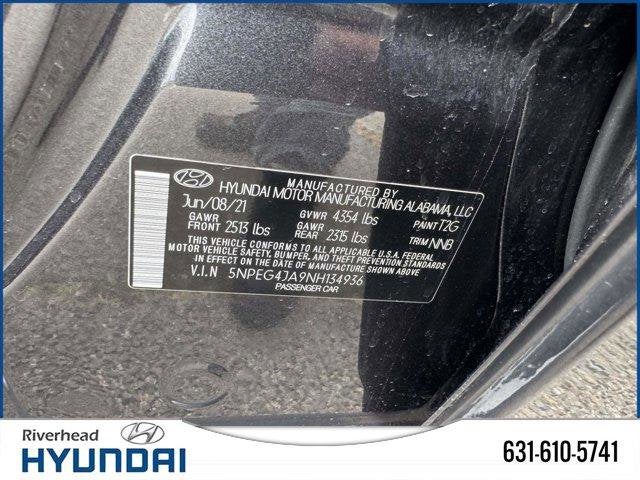 MANUFACTURED BY
HYUNDAI MOTOR MANUFACTURING ALABAMA, LLC
Jun/08/21 GVWR 4354 lbs PAINT T2G
GAWR FRONT 2513 lbs GAWR REAR 2315 lbs TRIM NNB
THIS VEHICLE CONFORMS TO ALL APPLICABLE U.S.A. FEDERAL
MOTOR VEHICLE SAFETY, BUMPER, AND THEFT PREVENTION STANDARDS
IN EFFECT ON THE DATE OF MANUFACTURE SHOWN ABOVE.
V.I.N 5NPEG4JA9NH134936
PASSENGER CAR
Riverhead
HYUNDAI
631-610-5741